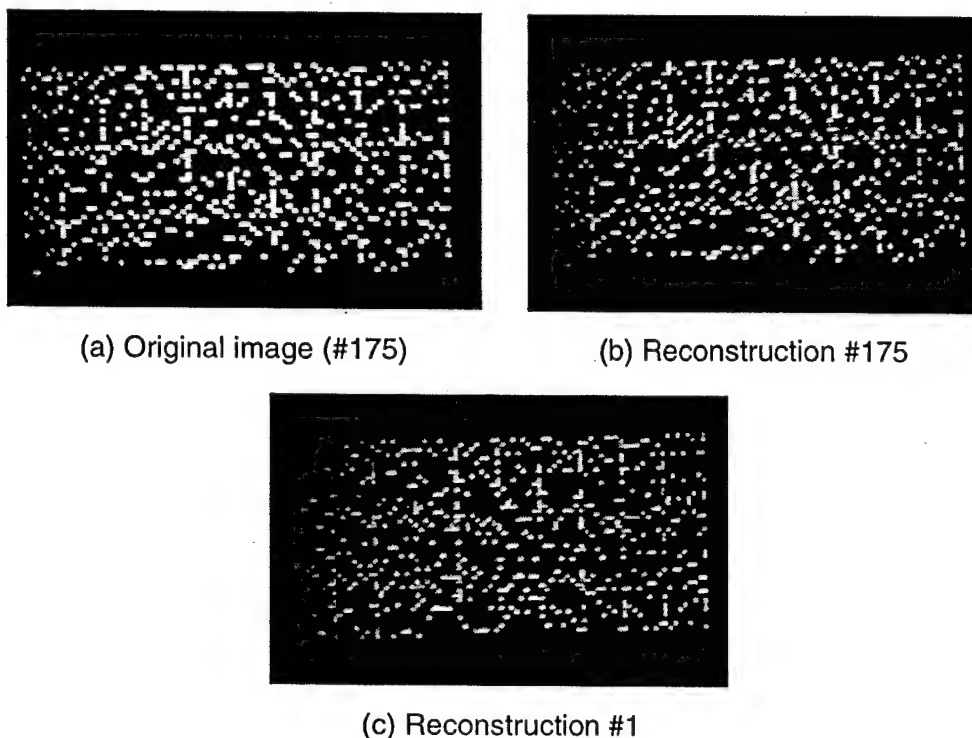 (a) Original image (#175)
(b) Reconstruction #175
(c) Reconstruction #1